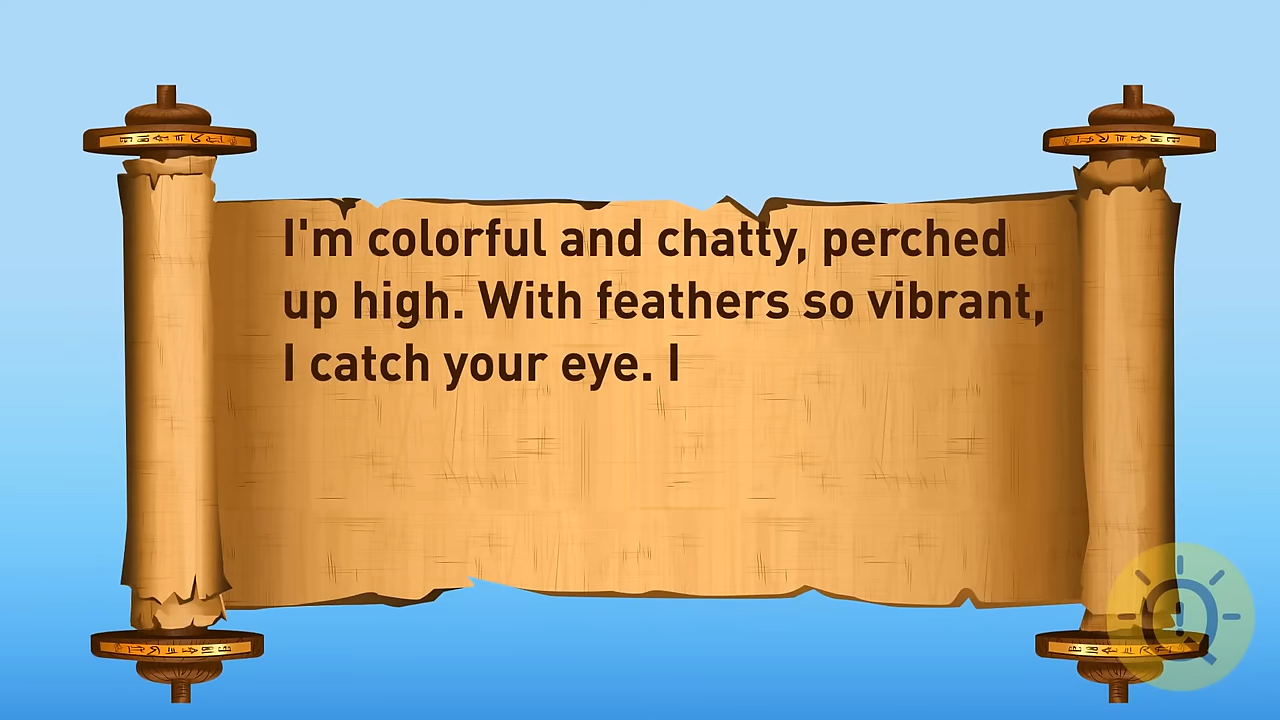 I'm colorful and chatty, perched
up high. With feathers so vibrant,
I catch your eye. I